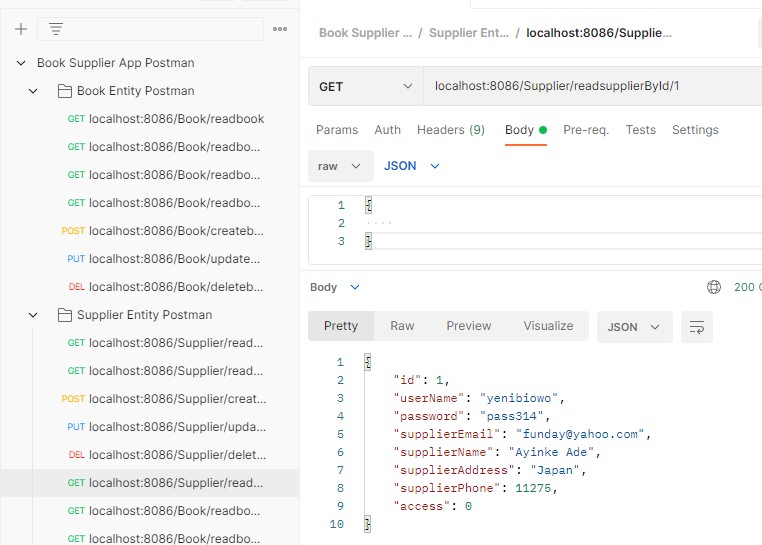 Book Supplier App Postman
Book Entity Postman
GET localhost:8086/Book/readbook
GET localhost:8086/Book/readbo...
GET localhost:8086/Book/readbo...
GET localhost:8086/Book/readbo...
POST localhost:8086/Book/createb...
PUT localhost:8086/Book/update...
DEL localhost:8086/Book/deleteb...
Supplier Entity Postman
GET localhost:8086/Supplier/read...
GET localhost:8086/Supplier/read...
POST localhost:8086/Supplier/creat...
PUT localhost:8086/Supplier/upda...
DEL localhost:8086/Supplier/delet...
GET localhost:8086/Supplier/read...
GET localhost:8086/Book/readbo...
GET localhost:8086/Book/readbo...
Book Supplier ... / Supplier Ent... / localhost:8086/Supplie...
GET localhost:8086/Supplier/readsupplierById/1
Params Auth Headers (9) Body Pre-req. Tests Settings
raw JSON
1 {
2 ....
3 }
Body 200
Pretty Raw Preview Visualize JSON
1 {
2 "id": 1,
3 "userName": "yenibiowo",
4 "password": "pass314",
5 "supplierEmail": "funday@yahoo.com",
6 "supplierName": "Ayinke Ade",
7 "supplierAddress": "Japan",
8 "supplierPhone": 11275,
9 "access": 0
10 }